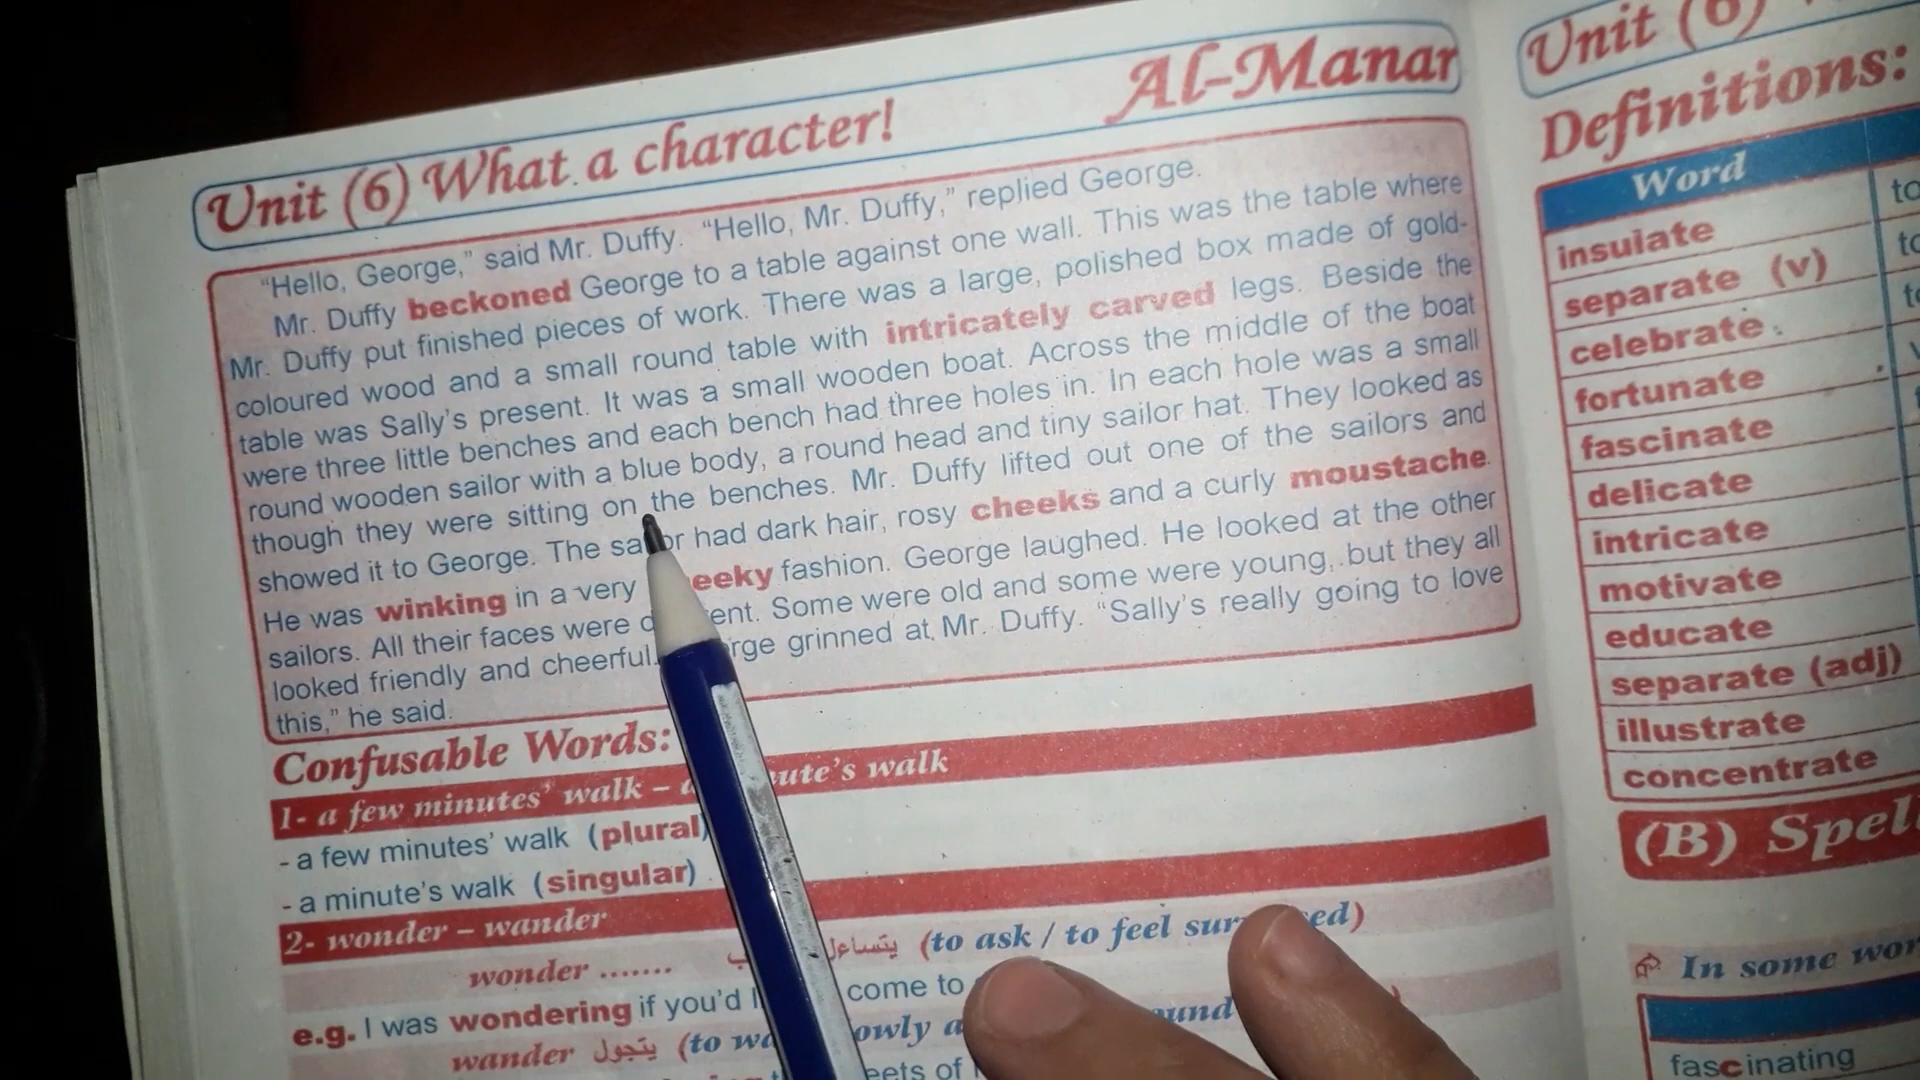 Unit (6) What a character! Al-Manar
"Hello, George," said Mr. Duffy. "Hello, Mr. Duffy," replied George.
Mr. Duffy beckoned George to a table against one wall. This was the table where
Mr. Duffy put finished pieces of work. There was a large, polished box made of gold-
coloured wood and a small round table with intricately carved legs. Beside the
table was Sally's present. It was a small wooden boat. Across the middle of the boat
were three little benches and each bench had three holes in. In each hole was a small
round wooden sailor with a blue body, a round head and tiny sailor hat. They looked as
though they were sitting on the benches. Mr. Duffy lifted out one of the sailors and
showed it to George. The sailor had dark hair, rosy cheeks and a curly moustache.
He was winking in a very eeky fashion. George laughed. He looked at the other
sailors. All their faces were d ent. Some were old and some were young, but they all
looked friendly and cheerful. rge grinned at Mr. Duffy. "Sally's really going to love
this," he said.
Confusable Words:
1- a few minutes' walk – a ute's walk
- a few minutes' walk (plural)
- a minute's walk (singular)
2- wonder – wander
wonder ....... يتساءل (to ask / to feel sur ed)
e.g. I was wondering if you'd l come to
wander يتجول (to wa owly a ound
eets of
Unit (6)
Definitions:
Word
insulate to
separate (v) to
celebrate
fortunate
fascinate
delicate
intricate
motivate
educate
separate (adj)
illustrate
concentrate
(B) Spel
In some wor
fascinating